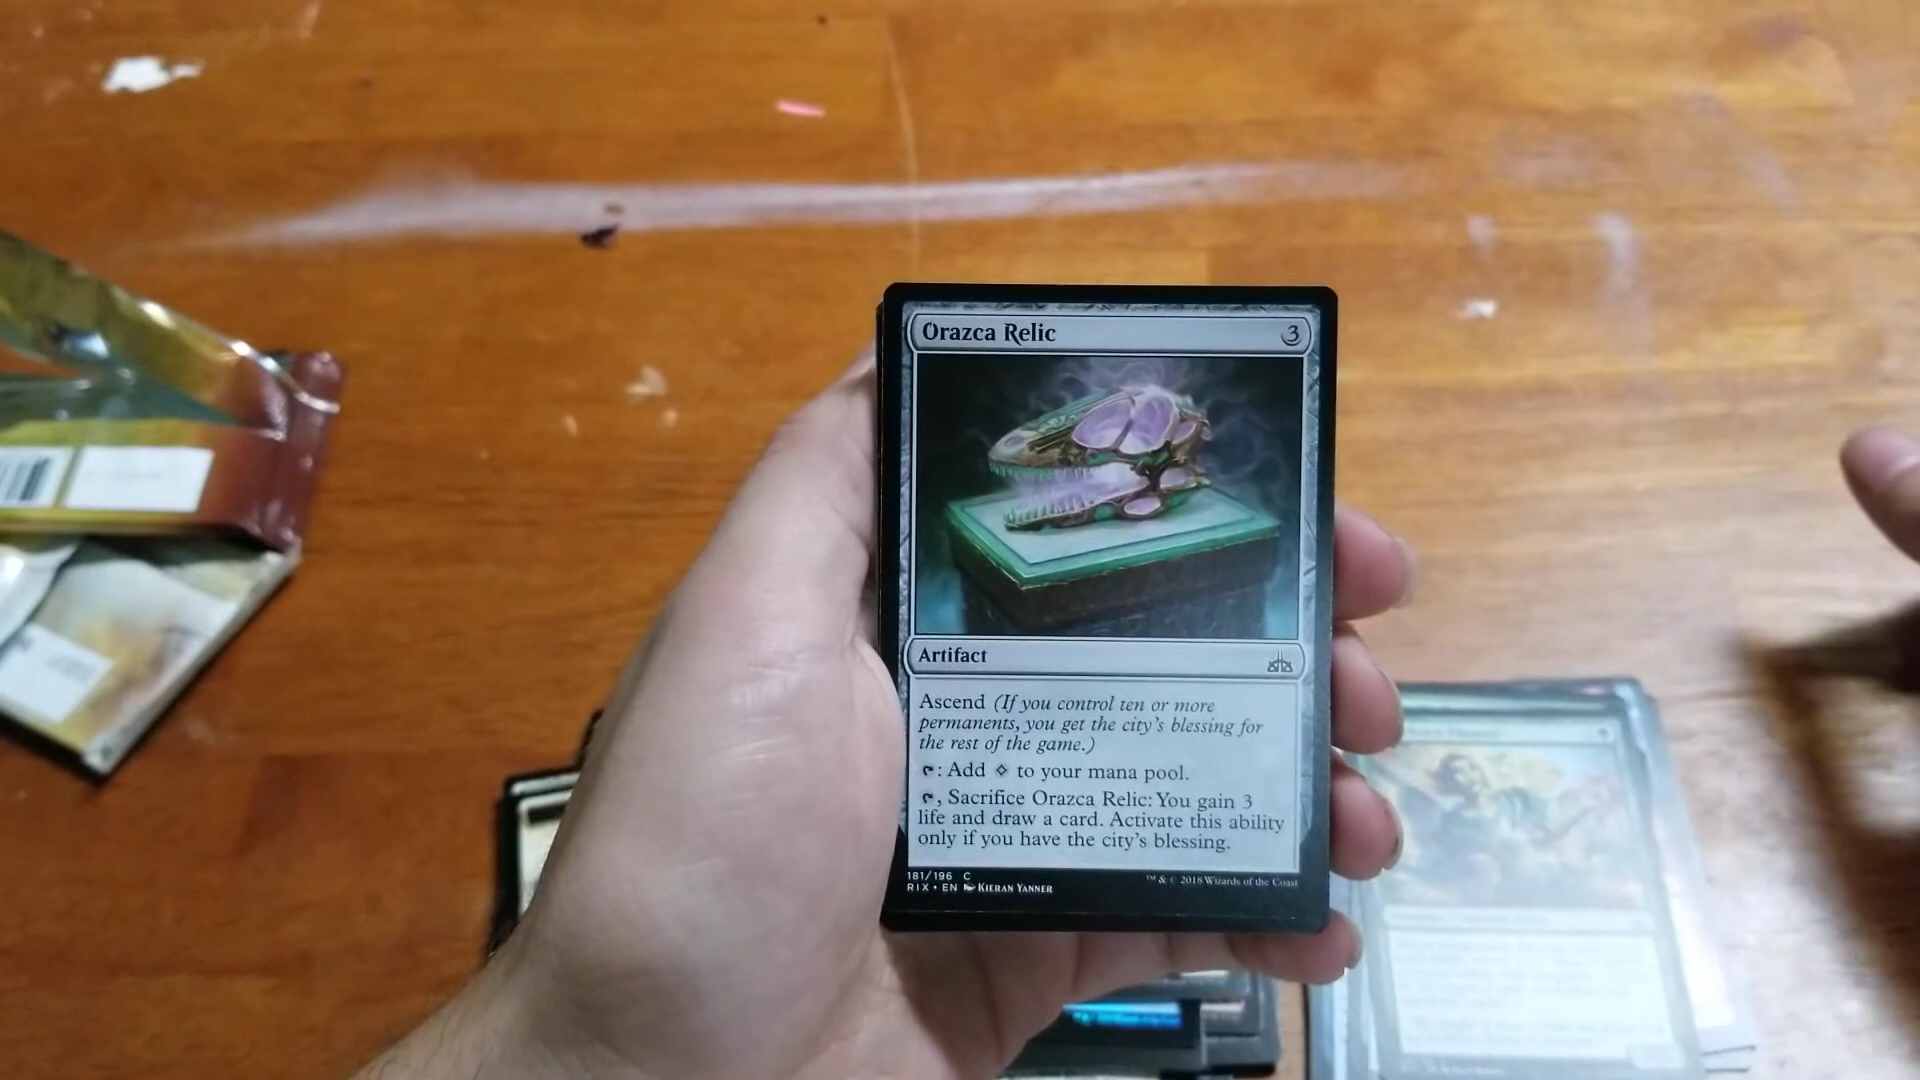 Orazca Relic 3
Artifact
Ascend (If you control ten or more
permanents, you get the city's blessing for
the rest of the game.)
: Add to your mana pool.
, Sacrifice Orazca Relic: You gain 3
life and draw a card. Activate this ability
only if you have the city's blessing.
181/196 C
RIX • EN KIERAN YANNER
™ & © 2018 Wizards of the Coast